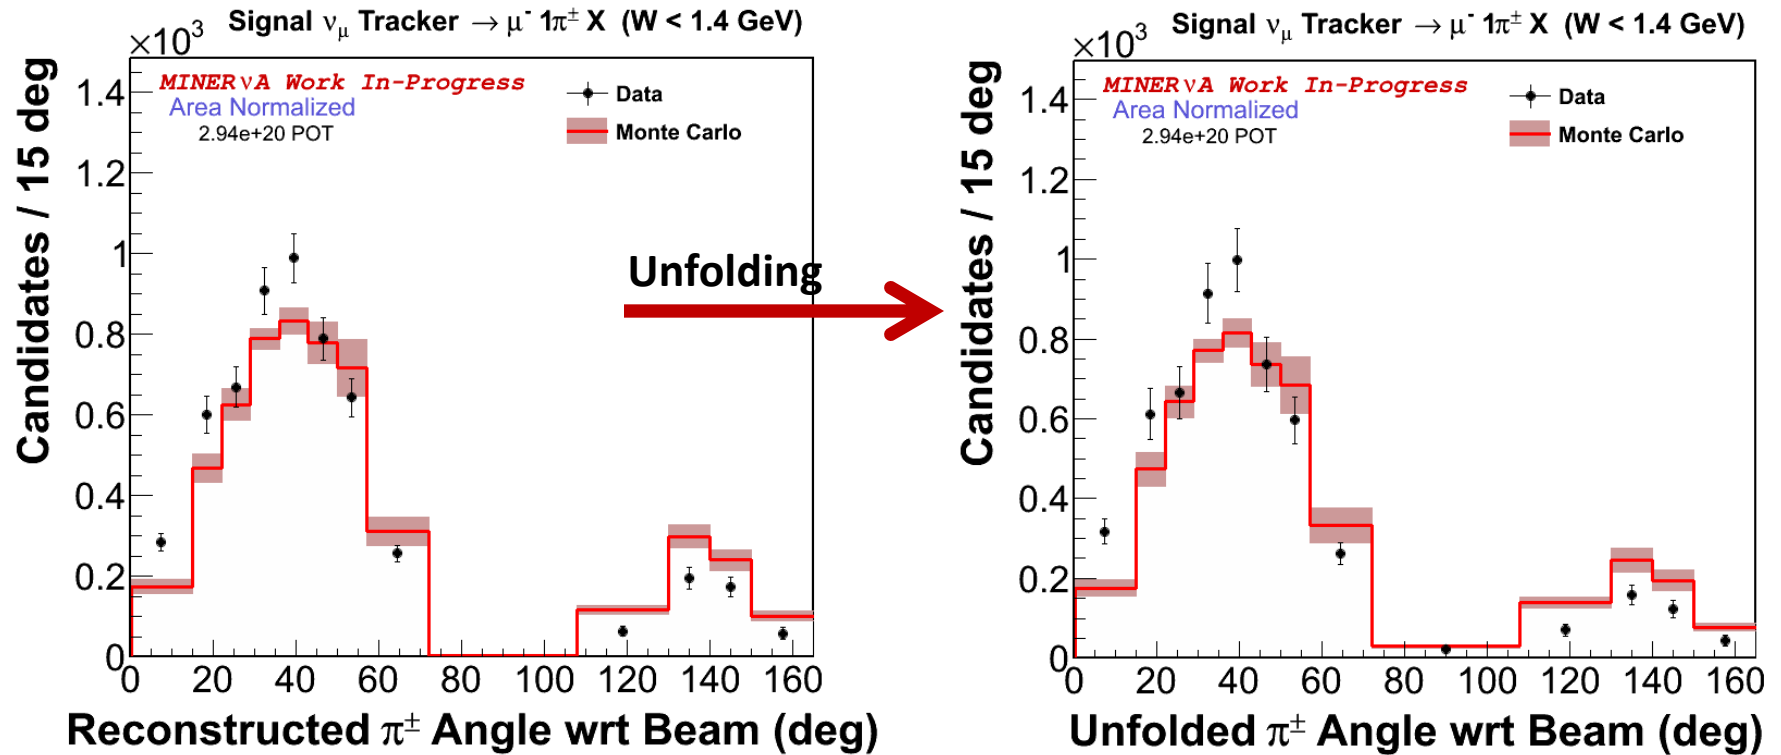 Signal νμ Tracker → μ- 1π± X (W < 1.4 GeV)
×10³
MINERνA Work In-Progress
Area Normalized
2.94e+20 POT
Data
Monte Carlo
Candidates / 15 deg
1.4
1.2
1
0.8
0.6
0.4
0.2
0
0 20 40 60 80 100 120 140 160
Reconstructed π± Angle wrt Beam (deg)
Unfolding
Signal νμ Tracker → μ- 1π± X (W < 1.4 GeV)
×10³
MINERνA Work In-Progress
Area Normalized
2.94e+20 POT
Data
Monte Carlo
Candidates / 15 deg
1.4
1.2
1
0.8
0.6
0.4
0.2
0
0 20 40 60 80 100 120 140 160
Unfolded π± Angle wrt Beam (deg)